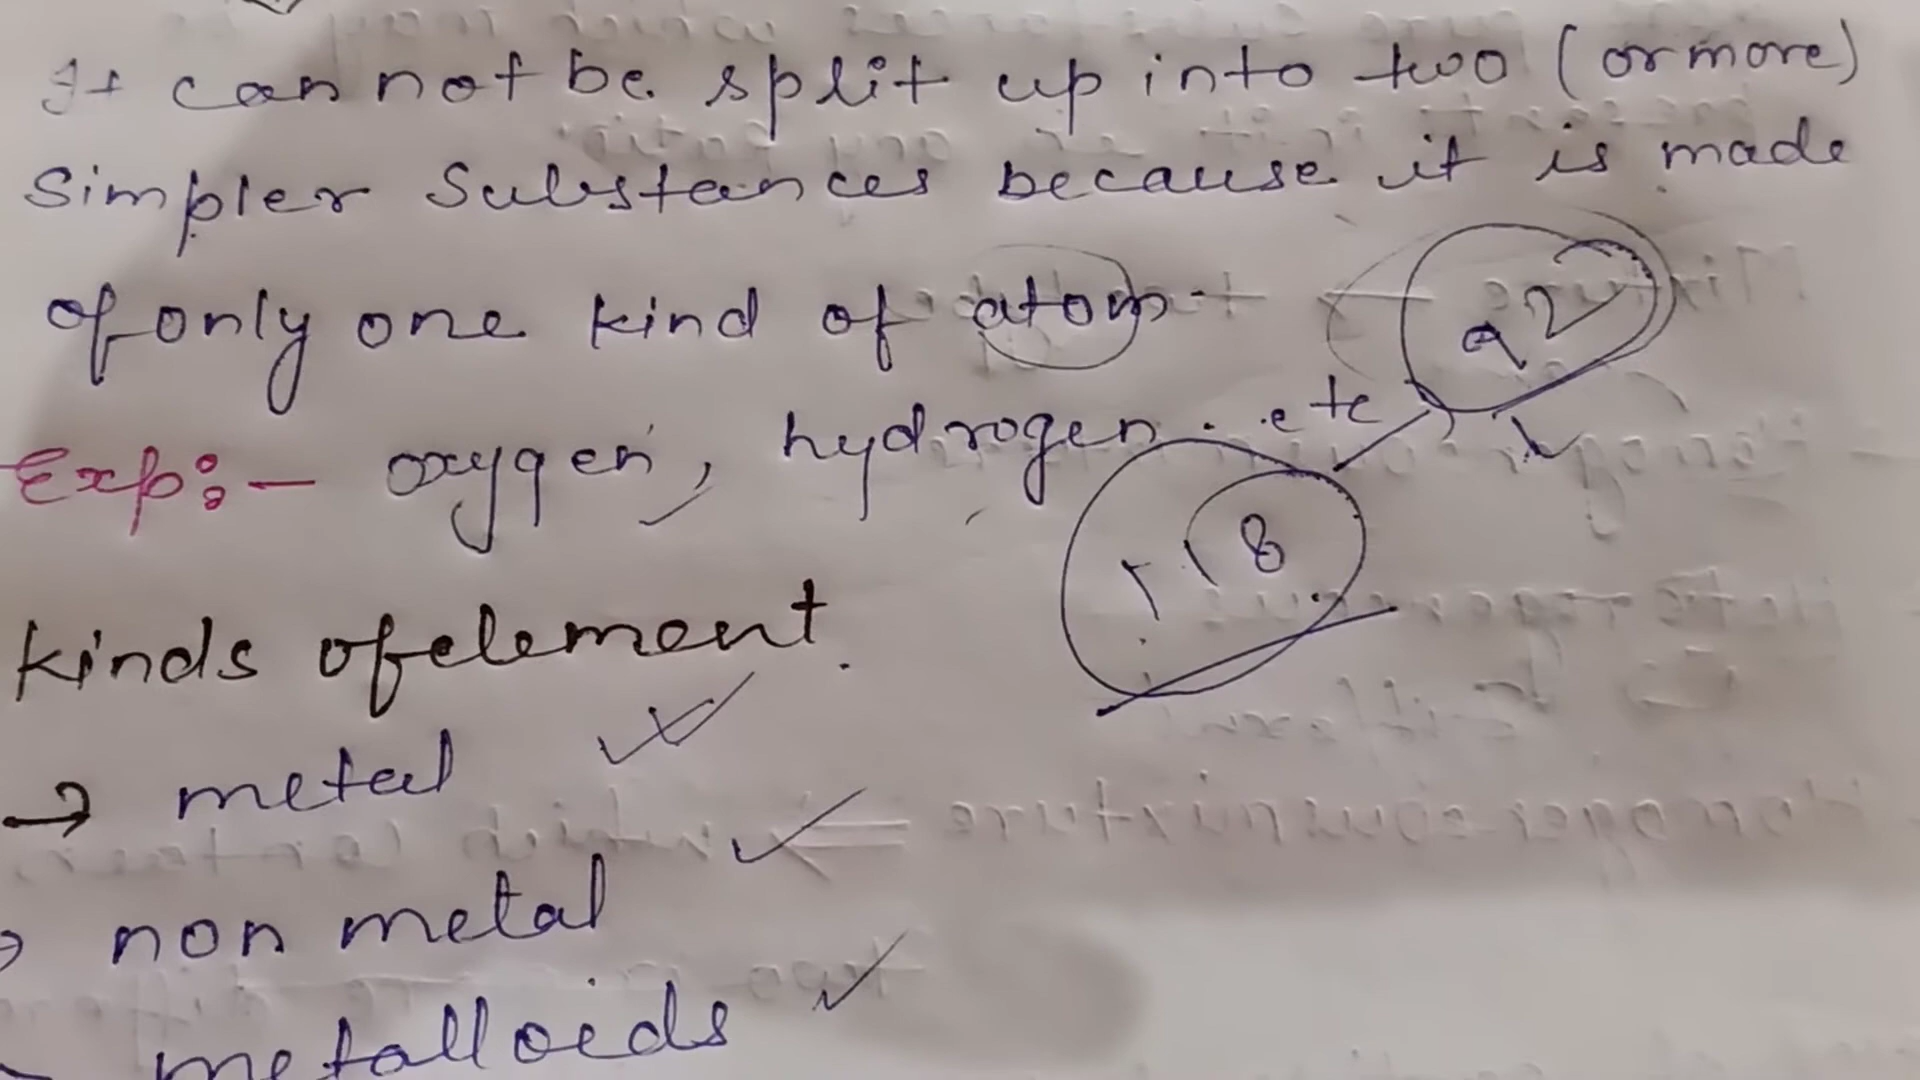 It can not be split up into two (or more)
Simpler Substances because it is made
of only one kind of atom.
92
Exp:- oxygen, hydrogen. etc
118
kinds of element.
→ metal ✓
→ non metal ✓
metalloids ✓